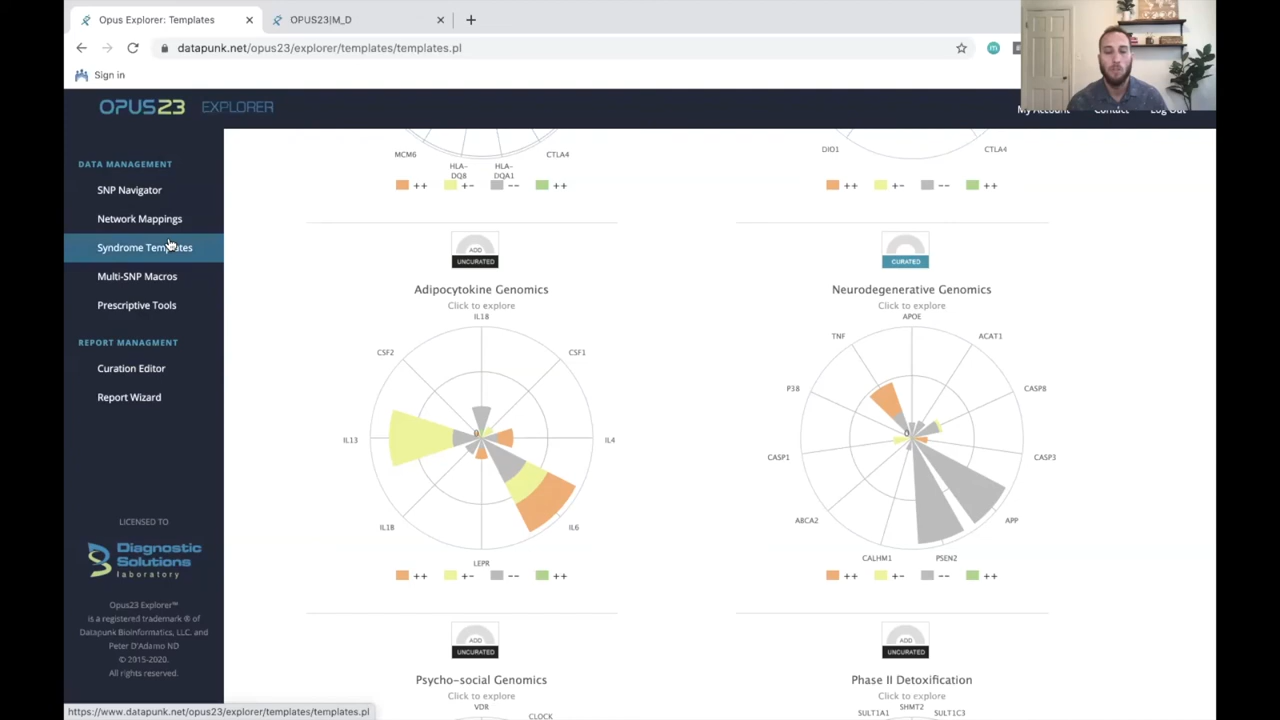 Opus Explorer: Templates
OPUS23|M_D
datapunk.net/opus23/explorer/templates/templates.pl
Sign in
OPUS23 EXPLORER
My Account Contact Log Out
DATA MANAGEMENT
SNP Navigator
Network Mappings
Syndrome Templates
Multi-SNP Macros
Prescriptive Tools
REPORT MANAGMENT
Curation Editor
Report Wizard
LICENSED TO
Diagnostic
Solutions
laboratory
Opus23 Explorer™
is a registered trademark ® of
Datapunk Bioinformatics, LLC. and
Peter D'Adamo ND
© 2015-2020.
All rights reserved.
https://www.datapunk.net/opus23/explorer/templates/templates.pl
MCM6
HLA-
DQ8
HLA-
DQA1
CTLA4
++ +- -- ++
DIO1
CTLA4
++ +- -- ++
ADD
UNCURATED
Adipocytokine Genomics
Click to explore
IL18
CSF2
CSF1
IL13
0
IL4
IL1B
IL6
LEPR
++ +- -- ++
CURATED
Neurodegenerative Genomics
Click to explore
APOE
TNF
ACAT1
P38
CASP8
0
CASP1
CASP3
ABCA2
APP
CALHM1
PSEN2
++ +- -- ++
ADD
UNCURATED
Psycho-social Genomics
Click to explore
VDR
CLOCK
ADD
UNCURATED
Phase II Detoxification
Click to explore
SHMT2
SULT1A1
SULT1C3